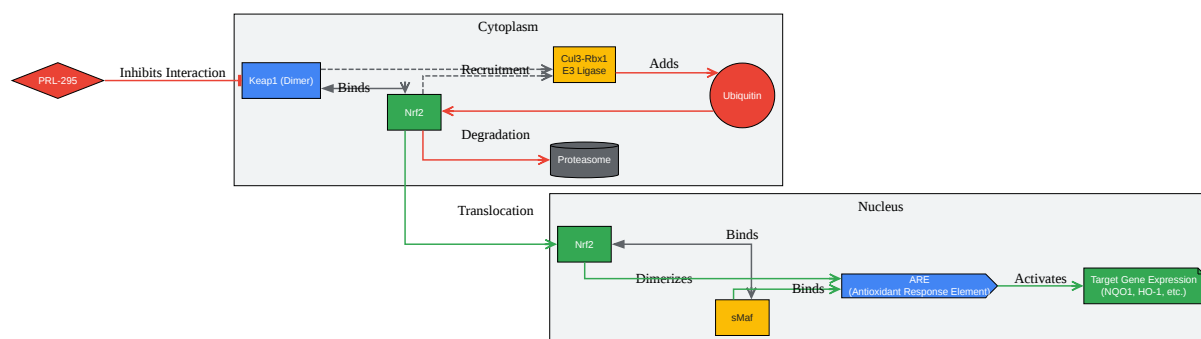 Cytoplasm
PRL-295
Inhibits Interaction
Keap1 (Dimer)
Binds
Recruitment
Cul3-Rbx1
E3 Ligase
Adds
Ubiquitin
Nrf2
Degradation
Proteasome
Translocation
Nucleus
Nrf2
Binds
Dimerizes
sMaf
Binds
ARE
(Antioxidant Response Element)
Activates
Target Gene Expression
(NQO1, HO-1, etc.)